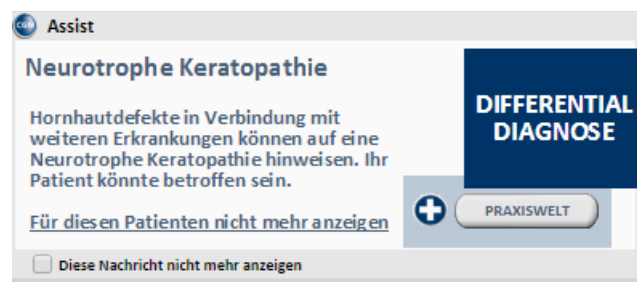 CGM Assist
Neurotrophe Keratopathie
DIFFERENTIAL
DIAGNOSE
Hornhautdefekte in Verbindung mit
weiteren Erkrankungen können auf eine
Neurotrophe Keratopathie hinweisen. Ihr
Patient könnte betroffen sein.
Für diesen Patienten nicht mehr anzeigen
PRAXISWELT
Diese Nachricht nicht mehr anzeigen